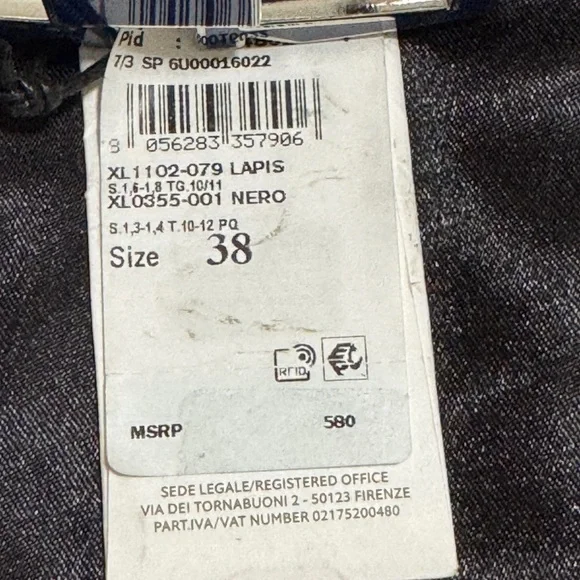 Pid :
7/3 SP 6U00016022
8 056283 357906
XL1102-079 LAPIS
S.1,6-1,8 TG.10/11
XL0355-001 NERO
S.1,3-1,4 T.10-12 PQ
Size 38
RFID
MSRP 580
SEDE LEGALE/REGISTERED OFFICE
VIA DEI TORNABUONI 2 - 50123 FIRENZE
PART.IVA/VAT NUMBER 02175200480